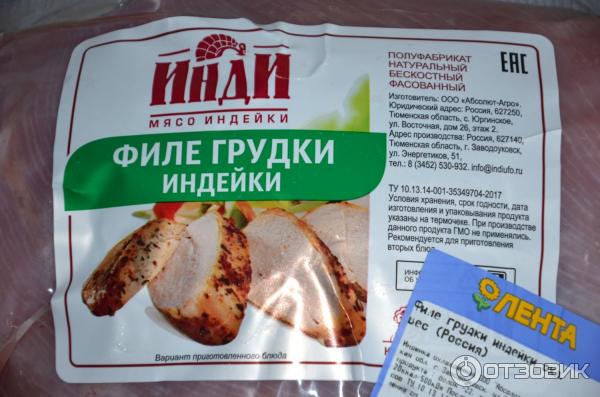 ИНДИ
МЯСО ИНДЕЙКИ
ФИЛЕ ГРУДКИ
ИНДЕЙКИ
Вариант приготовленного блюда
ПОЛУФАБРИКАТ
НАТУРАЛЬНЫЙ
БЕСКОСТНЫЙ
ФАСОВАННЫЙ
EAC
Изготовитель: ООО «Абсолют-Агро».
Юридический адрес: Россия, 627250,
Тюменская область, с. Юргинское,
ул. Восточная, дом 26, этаж 2.
Адрес производства: Россия, 627140,
Тюменская область, г. Заводоуковск,
ул. Энергетиков, 51,
тел.: 8 (3452) 530-932. info@indiufo.ru
ТУ 10.13.14-001-35349704-2017
Условия хранения, срок годности, дата
изготовления и упаковывания продукта
указаны на термочеке. При производстве
данного продукта ГМО не применялись.
Рекомендуется для приготовления
вторых блюд
ИНФ
ЛЕНТА
Филе грудки индейки
вес (Россия)
ОТЗОВИК